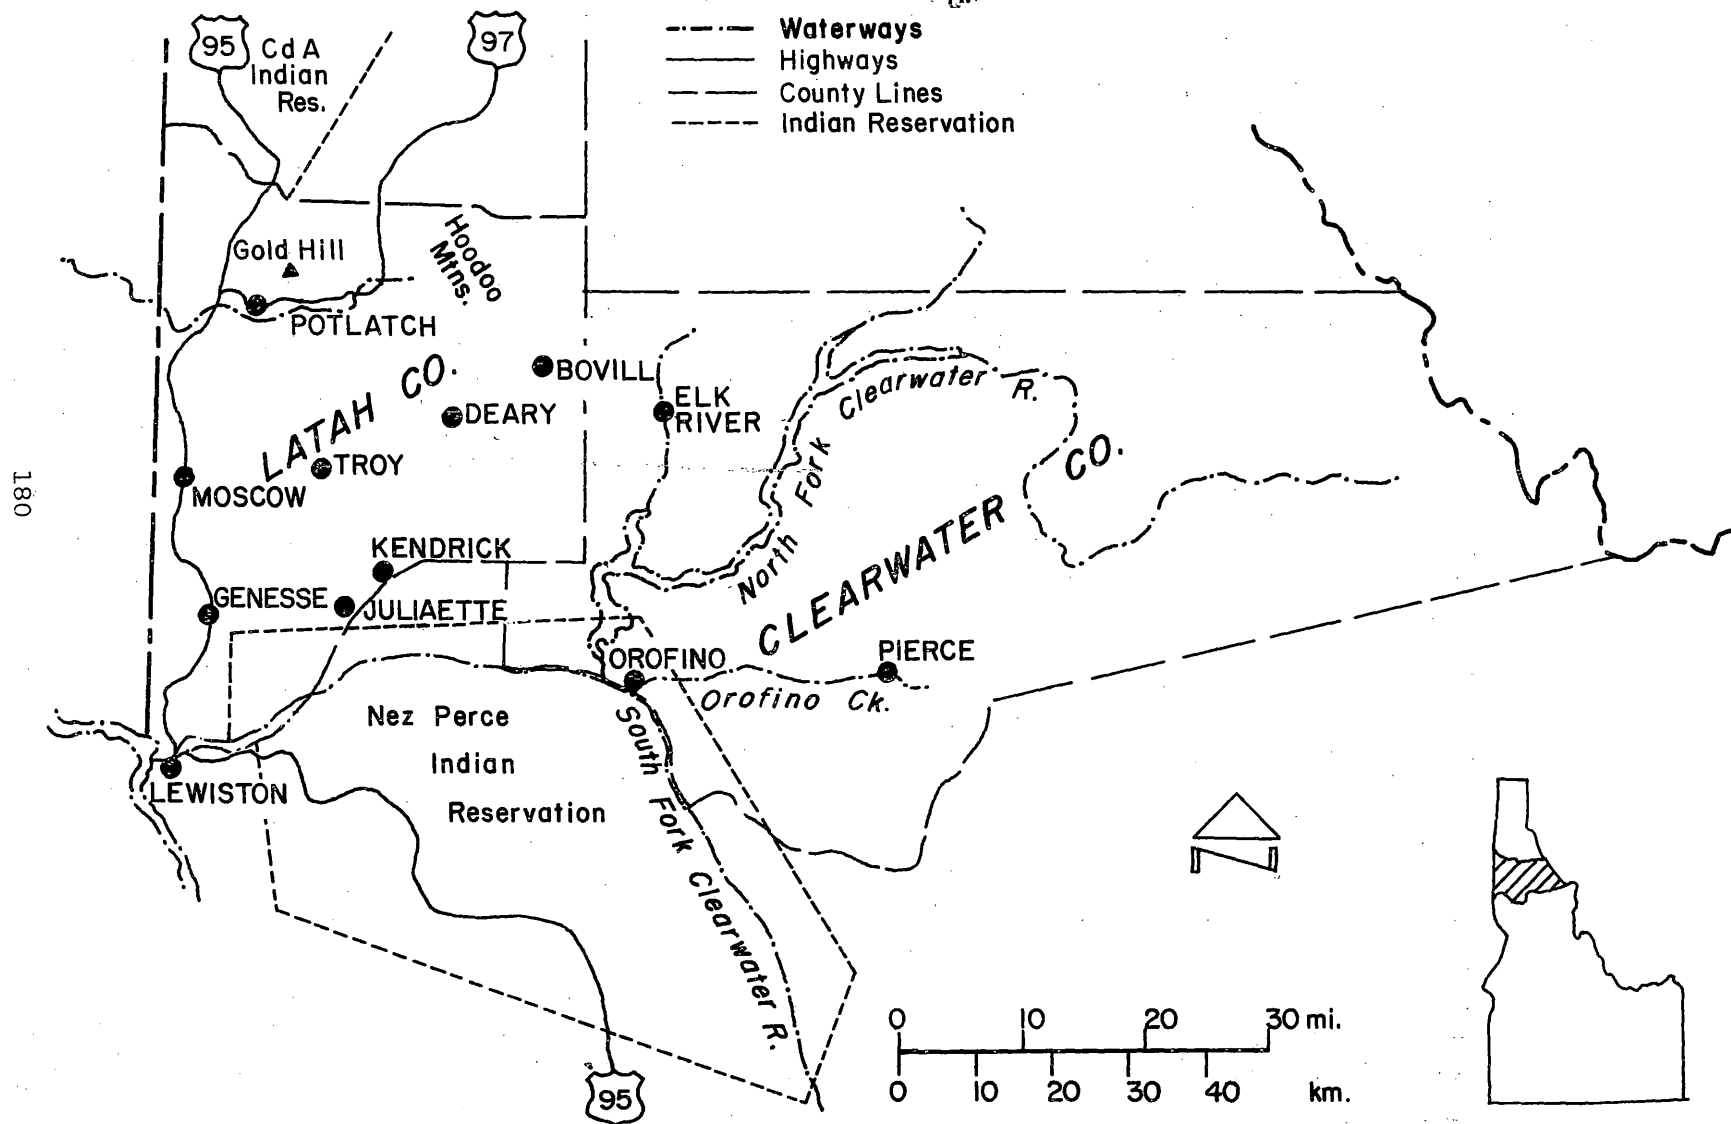 95
97
Cd A
Indian
Res.
Waterways
Highways
County Lines
Indian Reservation
Gold Hill
Hoodoo
Mtns.
POTLATCH
LATAH CO.
BOVILL
DEARY
ELK
RIVER
TROY
MOSCOW
North Fork Clearwater R.
CLEARWATER CO.
180
KENDRICK
GENESSE
JULIAETTE
OROFINO
PIERCE
Orofino Ck.
Nez Perce
Indian
Reservation
South Fork Clearwater R.
LEWISTON
N
0 10 20 30 mi.
0 10 20 30 40 km.
95